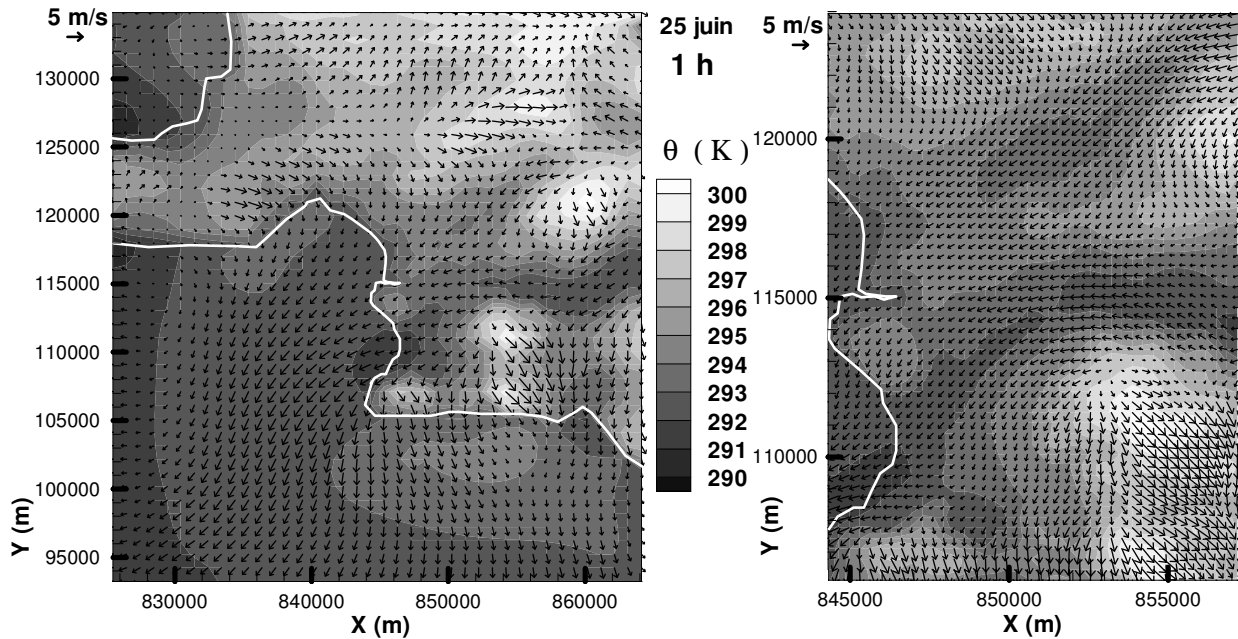 5 m/s
→
130000
125000
120000
115000
110000
105000
100000
95000
Y (m)
830000 840000 850000 860000
X (m)
25 juin
1 h
θ ( K )
300
299
298
297
296
295
294
293
292
291
290
5 m/s
→
120000
115000
110000
Y (m)
845000 850000 855000
X (m)